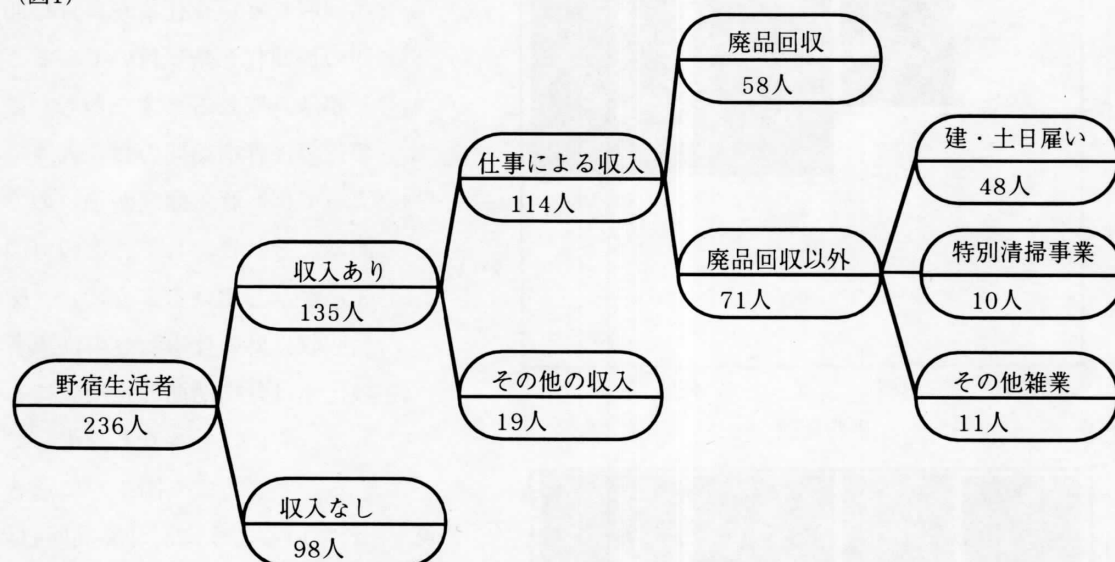 (図1)
廃品回収
58人
建・土日雇い
48人
仕事による収入
114人
廃品回収以外
71人
特別清掃事業
10人
収入あり
135人
その他の収入
19人
その他雑業
11人
野宿生活者
236人
収入なし
98人